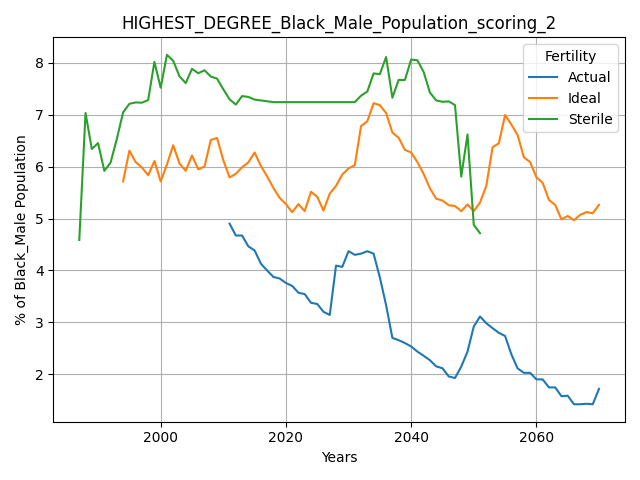 HIGHEST_DEGREE_Black_Male_Population_scoring_2
Fertility
Actual
Ideal
Sterile
% of Black_Male Population
8
7
6
5
4
3
2
2000
2020
2040
2060
Years